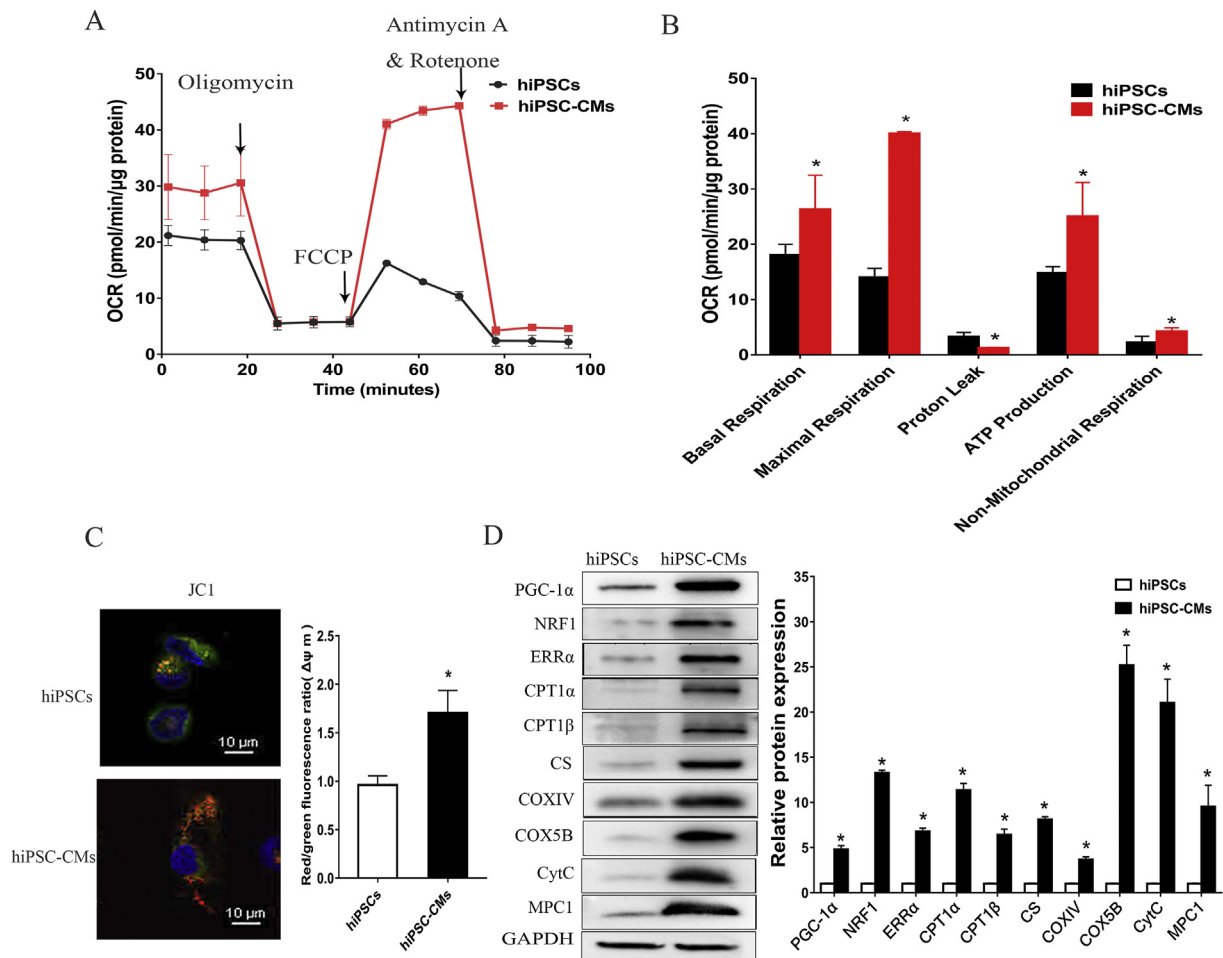 A
Antimycin A
& Rotenone
Oligomycin
FCCP
hiPSCs
hiPSC-CMs
OCR (pmol/min/µg protein)
50
40
30
20
10
0
0 20 40 60 80 100
Time (minutes)
B
hiPSCs
hiPSC-CMs
OCR (pmol/min/µg protein)
50
40
30
20
10
0
* * * * *
Basal Respiration
Maximal Respiration
Proton Leak
ATP Production
Non-Mitochondrial Respiration
C
JC1
hiPSCs
10 µm
hiPSC-CMs
10 µm
Red/green fluorescence ratio( Δψ m )
2.5
2.0
1.5
1.0
0.5
0.0
*
hiPSCs
hiPSC-CMs
D
hiPSCs hiPSC-CMs
PGC-1α
NRF1
ERRα
CPT1α
CPT1β
CS
COXIV
COX5B
CytC
MPC1
GAPDH
hiPSCs
hiPSC-CMs
Relative protein expression
35
30
25
20
15
10
5
0
* * * * * * * * * *
PGC-1α
NRF1
ERRα
CPT1α
CPT1β
CS
COXIV
COX5B
CytC
MPC1